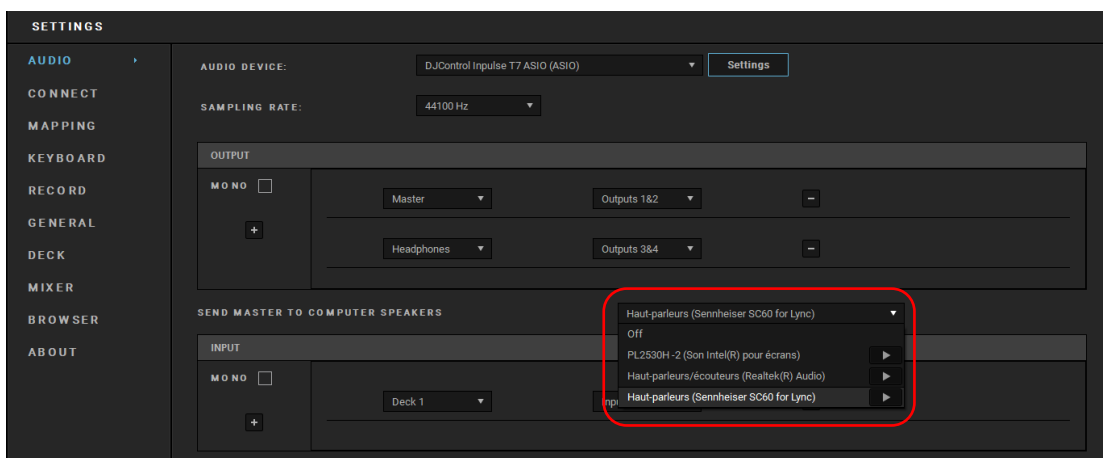 SETTINGS
AUDIO
CONNECT
MAPPING
KEYBOARD
RECORD
GENERAL
DECK
MIXER
BROWSER
ABOUT
AUDIO DEVICE: DJControl Inpulse T7 ASIO (ASIO) Settings
SAMPLING RATE: 44100 Hz
OUTPUT
MONO
Master Outputs 1&2
Headphones Outputs 3&4
SEND MASTER TO COMPUTER SPEAKERS Haut-parleurs (Sennheiser SC60 for Lync)
Off
PL2530H -2 (Son Intel(R) pour écrans)
Haut-parleurs/écouteurs (Realtek(R) Audio)
Haut-parleurs (Sennheiser SC60 for Lync)
INPUT
MONO
Deck 1